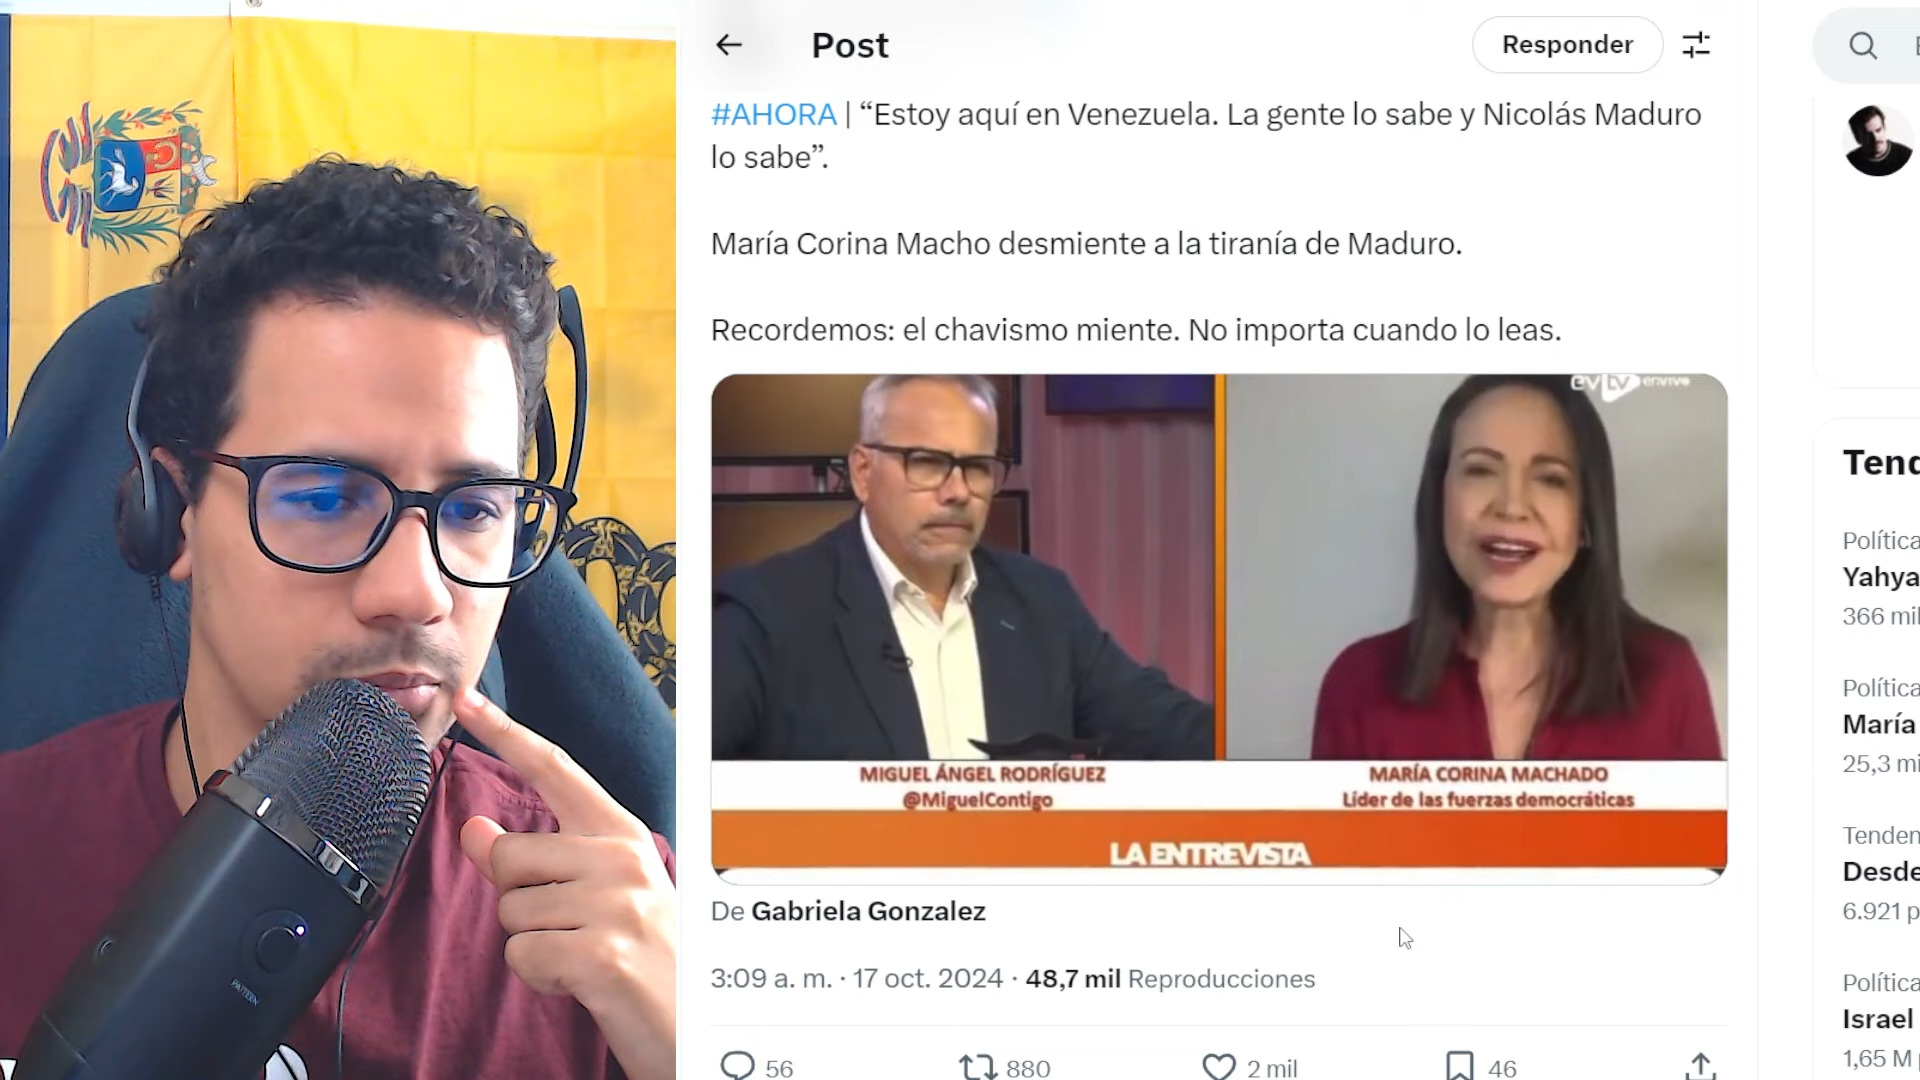 Post
Responder
#AHORA | “Estoy aquí en Venezuela. La gente lo sabe y Nicolás Maduro
lo sabe”.
María Corina Macho desmiente a la tiranía de Maduro.
Recordemos: el chavismo miente. No importa cuando lo leas.
evtv envivo
MIGUEL ÁNGEL RODRÍGUEZ
@MiguelContigo
MARÍA CORINA MACHADO
Líder de las fuerzas democráticas
LA ENTREVISTA
De Gabriela Gonzalez
3:09 a. m. · 17 oct. 2024 · 48,7 mil Reproducciones
56
880
2 mil
46
Tend
Política
Yahya
366 mil
Política
María
25,3 mi
Tenden
Desde
6.921 p
Política
Israel
1,65 M